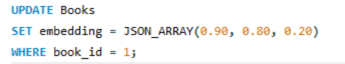 UPDATE Books
SET embedding = JSON_ARRAY(0.90, 0.80, 0.20)
WHERE book_id = 1;